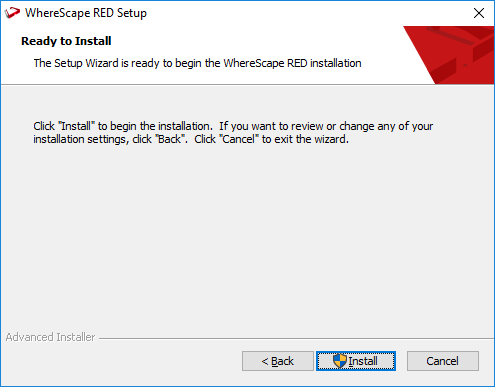 WhereScape RED Setup
Ready to Install
The Setup Wizard is ready to begin the WhereScape RED installation
Click "Install" to begin the installation.  If you want to review or change any of your
installation settings, click "Back".  Click "Cancel" to exit the wizard.
Advanced Installer
< Back
Install
Cancel